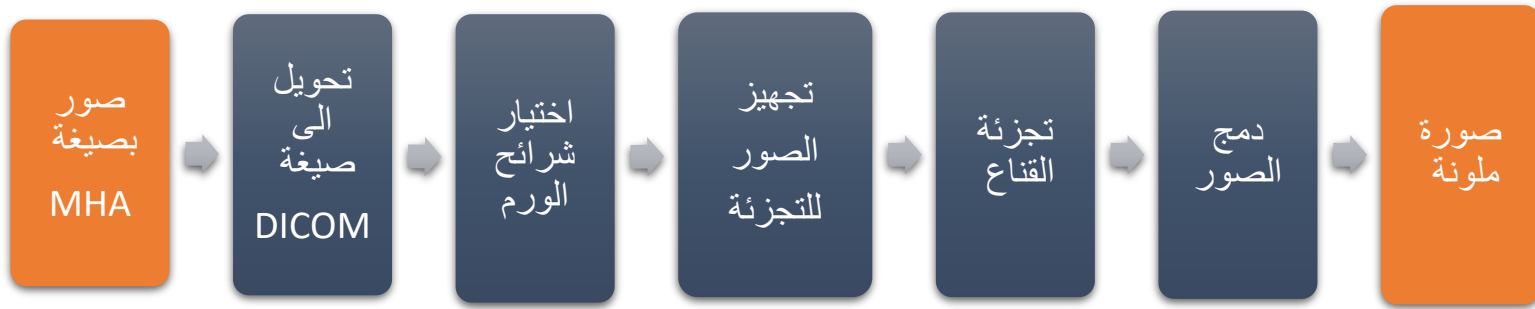 صور
بصيغة
MHA
تحويل
الى
صيغة
DICOM
اختيار
شرائح
الورم
تجهيز
الصور
للتجزئة
تجزئة
القناع
دمج
الصور
صورة
ملونة